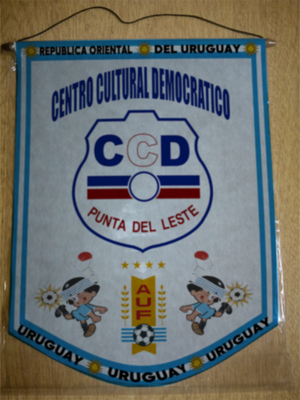 REPUBLICA ORIENTAL DEL URUGUAY
CENTRO CULTURAL DEMOCRATICO
CCD
PUNTA DEL LESTE
AUF
URUGUAY URUGUAY URUGUAY